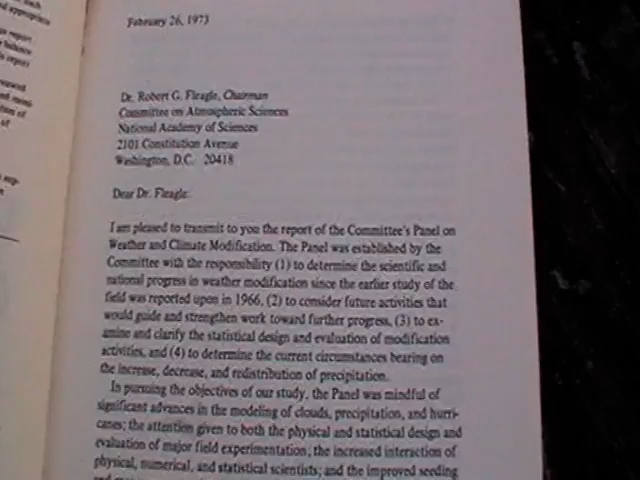 February 26, 1973
Dr. Robert G. Fleagle, Chairman
Committee on Atmospheric Sciences
National Academy of Sciences
2101 Constitution Avenue
Washington, D.C. 20418
Dear Dr. Fleagle:
I am pleased to transmit to you the report of the Committee's Panel on
Weather and Climate Modification. The Panel was established by the
Committee with the responsibility (1) to determine the scientific and
national progress in weather modification since the earlier study of the
field was reported upon in 1966, (2) to consider future activities that
would guide and strengthen work toward further progress, (3) to ex-
amine and clarify the statistical design and evaluation of modification
activities, and (4) to determine the current circumstances bearing on
the increase, decrease, and redistribution of precipitation.
In pursuing the objectives of our study, the Panel was mindful of
significant advances in the modeling of clouds, precipitation, and hurri-
canes; the attention given to both the physical and statistical design and
evaluation of major field experimentation; the increased interaction of
physical, numerical, and statistical scientists; and the improved seeding